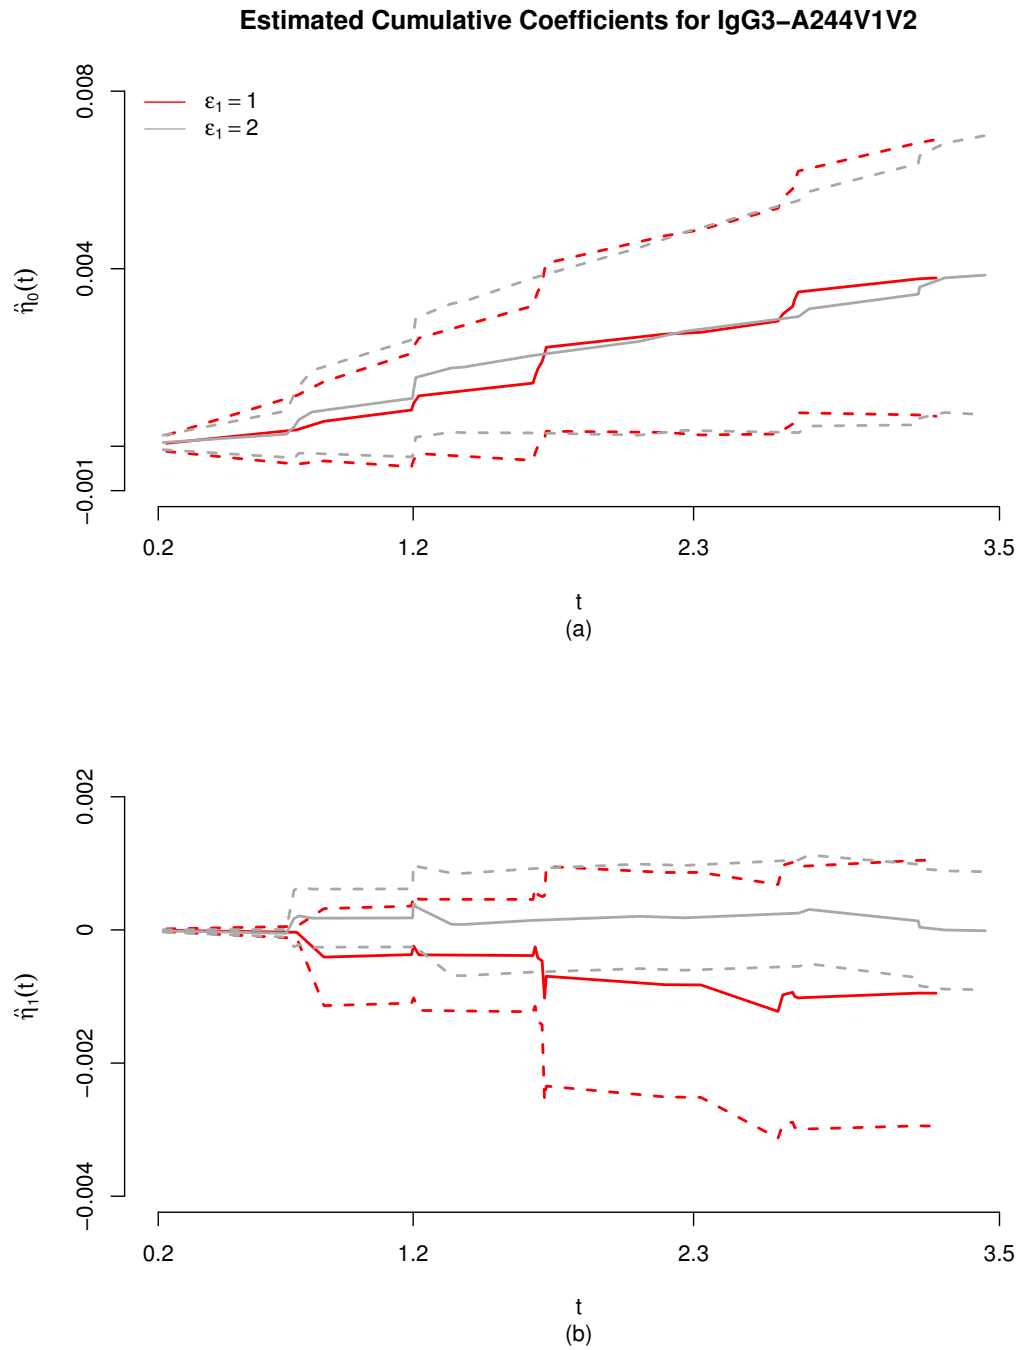 Estimated Cumulative Coefficients for IgG3−A244V1V2
0.008
0.004
−0.001
η̂₀(t)
ε₁ = 1
ε₁ = 2
0.2 1.2 2.3 3.5
t
(a)
0.002
0
−0.002
−0.004
η̂₁(t)
0.2 1.2 2.3 3.5
t
(b)